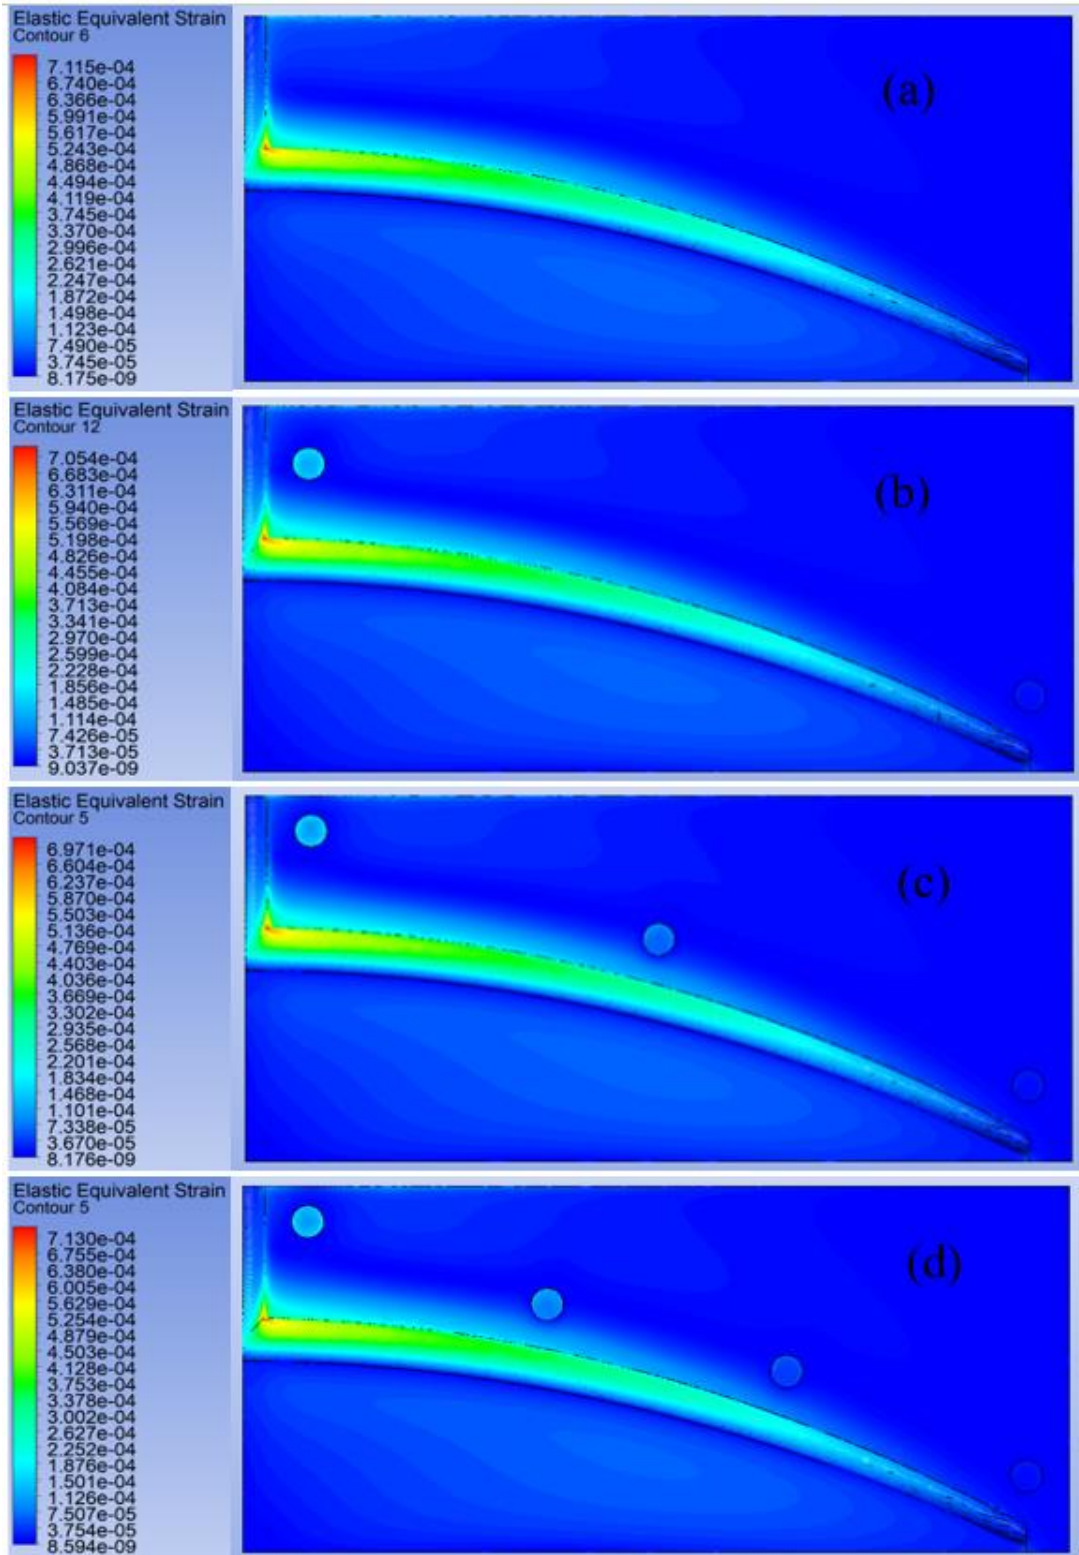 Elastic Equivalent Strain
Contour 6
7.115e-04
6.740e-04
6.366e-04
5.991e-04
5.617e-04
5.243e-04
4.868e-04
4.494e-04
4.119e-04
3.745e-04
3.370e-04
2.996e-04
2.621e-04
2.247e-04
1.872e-04
1.498e-04
1.123e-04
7.490e-05
3.745e-05
8.175e-09
(a)
Elastic Equivalent Strain
Contour 12
7.054e-04
6.683e-04
6.311e-04
5.940e-04
5.569e-04
5.198e-04
4.826e-04
4.455e-04
4.084e-04
3.713e-04
3.341e-04
2.970e-04
2.599e-04
2.228e-04
1.856e-04
1.485e-04
1.114e-04
7.426e-05
3.713e-05
9.037e-09
(b)
Elastic Equivalent Strain
Contour 5
6.971e-04
6.604e-04
6.237e-04
5.870e-04
5.503e-04
5.136e-04
4.769e-04
4.403e-04
4.036e-04
3.669e-04
3.302e-04
2.935e-04
2.568e-04
2.201e-04
1.834e-04
1.468e-04
1.101e-04
7.338e-05
3.670e-05
8.176e-09
(c)
Elastic Equivalent Strain
Contour 5
7.130e-04
6.755e-04
6.380e-04
6.005e-04
5.629e-04
5.254e-04
4.879e-04
4.503e-04
4.128e-04
3.753e-04
3.378e-04
3.002e-04
2.627e-04
2.252e-04
1.876e-04
1.501e-04
1.126e-04
7.507e-05
3.754e-05
8.594e-09
(d)